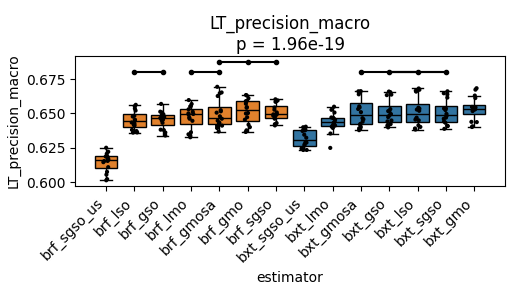 LT_precision_macro
p = 1.96e-19
LT_precision_macro
0.675
0.650
0.625
0.600
brf_sgso_us
brf_lso
brf_gso
brf_lmo
brf_gmosa
brf_gmo
brf_sgso
bxt_sgso_us
bxt_lmo
bxt_gmosa
bxt_gso
bxt_lso
bxt_sgso
bxt_gmo
estimator